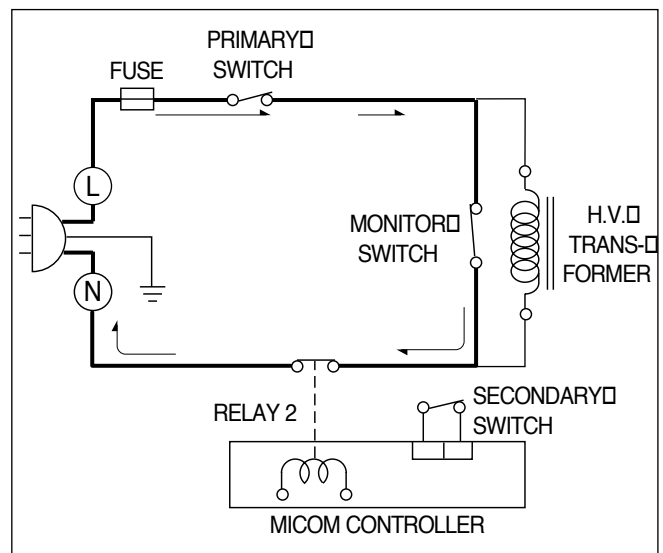 PRIMARY□
SWITCH
FUSE
L
MONITOR□
SWITCH
H.V.□
TRANS-□
FORMER
N
RELAY 2
SECONDARY□
SWITCH
MICOM CONTROLLER